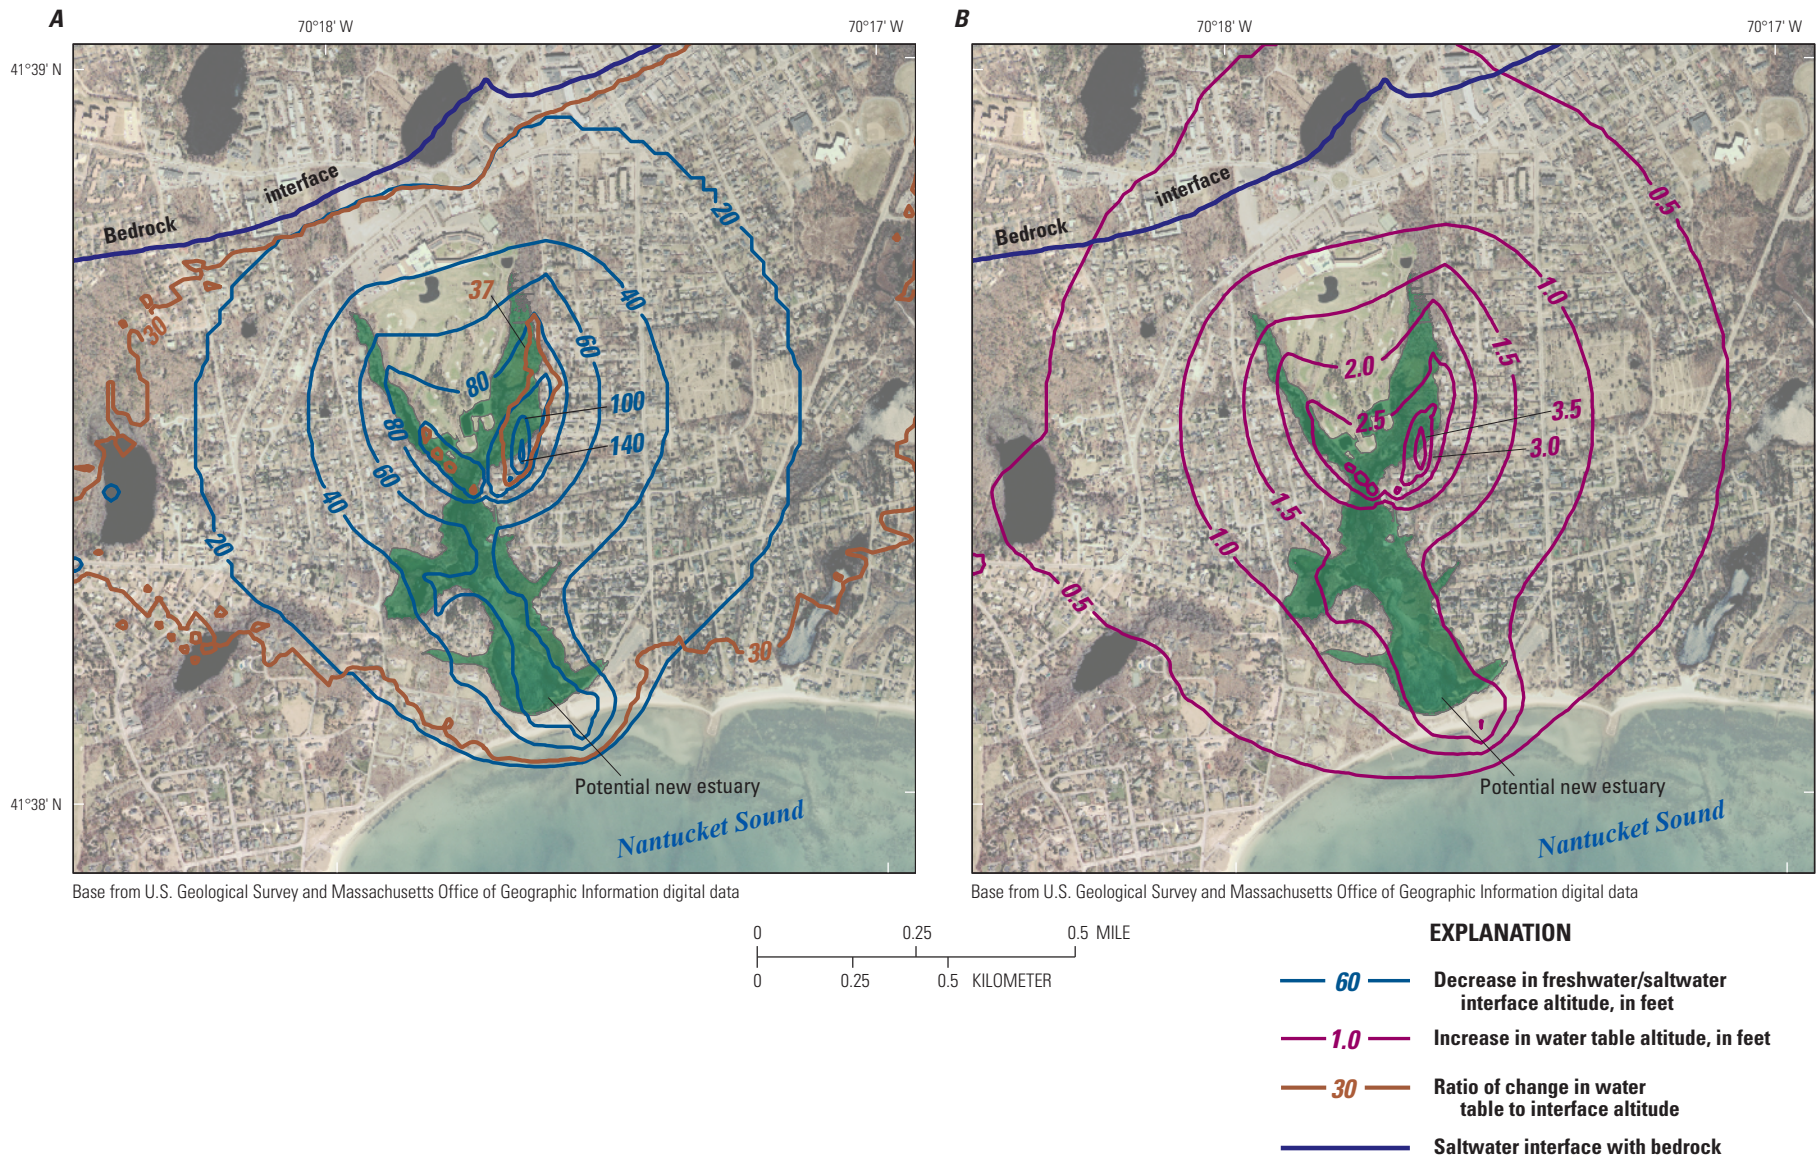 A
70°18' W
70°17' W
41°39' N
Bedrock
interface
20
40
37
60
30
80
100
80
140
60
40
20
30
Potential new estuary
Nantucket Sound
41°38' N
Base from U.S. Geological Survey and Massachusetts Office of Geographic Information digital data
B
70°18' W
70°17' W
Bedrock
interface
0.5
1.0
1.5
2.0
3.5
2.5
3.0
1.5
1.0
0.5
Potential new estuary
Nantucket Sound
Base from U.S. Geological Survey and Massachusetts Office of Geographic Information digital data
0 0.25 0.5 MILE
0 0.25 0.5 KILOMETER
EXPLANATION
60 Decrease in freshwater/saltwater
interface altitude, in feet
1.0 Increase in water table altitude, in feet
30 Ratio of change in water
table to interface altitude
Saltwater interface with bedrock